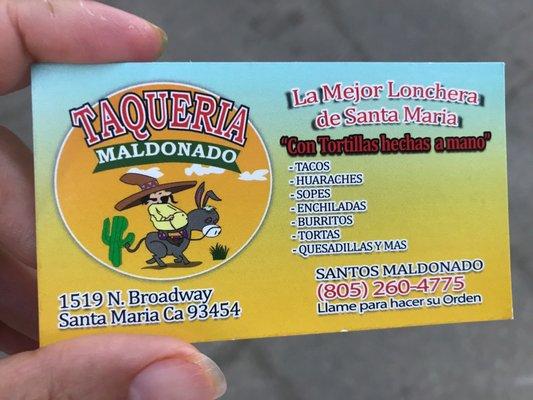 TAQUERIA
MALDONADO
1519 N. Broadway
Santa Maria Ca 93454
La Mejor Lonchera
de Santa Maria
"Con Tortillas hechas a mano"
- TACOS
- HUARACHES
- SOPES
- ENCHILADAS
- BURRITOS
- TORTAS
- QUESADILLAS Y MAS
SANTOS MALDONADO
(805) 260-4775
Llame para hacer su Orden